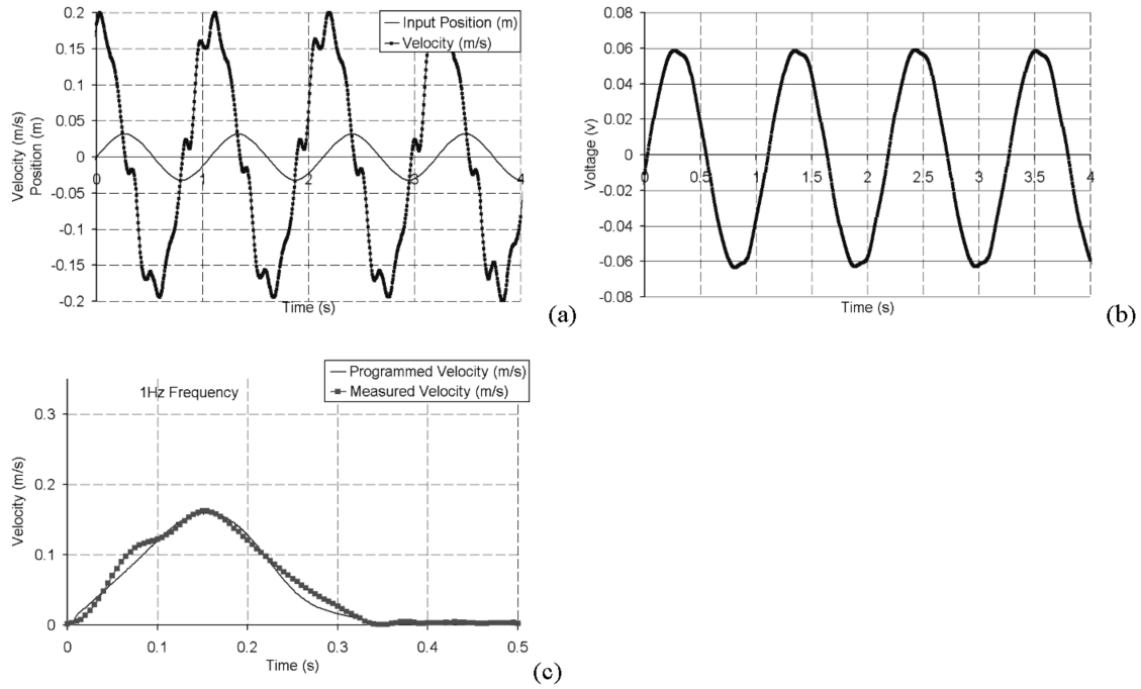 0.2
0.15
0.1
0.05
0
-0.05
-0.1
-0.15
-0.2
Velocity (m/s)
Position (m)
0 1 2 3 4
Time (s)
Input Position (m)
Velocity (m/s)
(a)
0.08
0.06
0.04
0.02
0
-0.02
-0.04
-0.06
-0.08
Voltage (v)
0 0.5 1 1.5 2 2.5 3 3.5 4
Time (s)
(b)
Programmed Velocity (m/s)
Measured Velocity (m/s)
1Hz Frequency
0.3
0.2
0.1
0
Velocity (m/s)
0 0.1 0.2 0.3 0.4 0.5
Time (s)
(c)